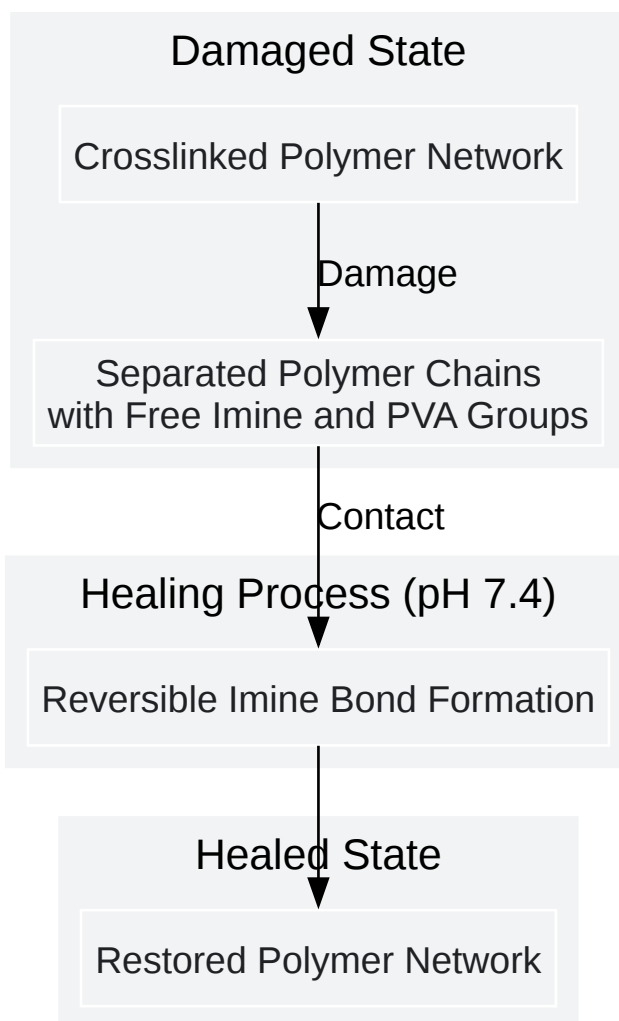 Damaged State
Crosslinked Polymer Network
Damage
Separated Polymer Chains
with Free Imine and PVA Groups
Contact
Healing Process (pH 7.4)
Reversible Imine Bond Formation
Healed State
Restored Polymer Network